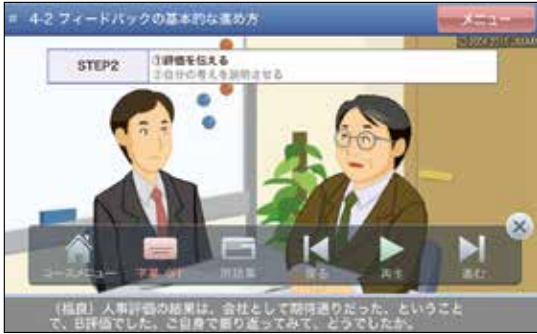 4-2 フィードバックの基本的な進め方
メニュー
STEP2
①評価を伝える
②自分の考えを説明させる
コースメニュー
字幕 off
用語集
戻る
再生
進む
（相良）人事評価の結果は、会社として期待通りだった、ということ
で、B評価でした。ご自身で振り返ってみて、どうでしたか。